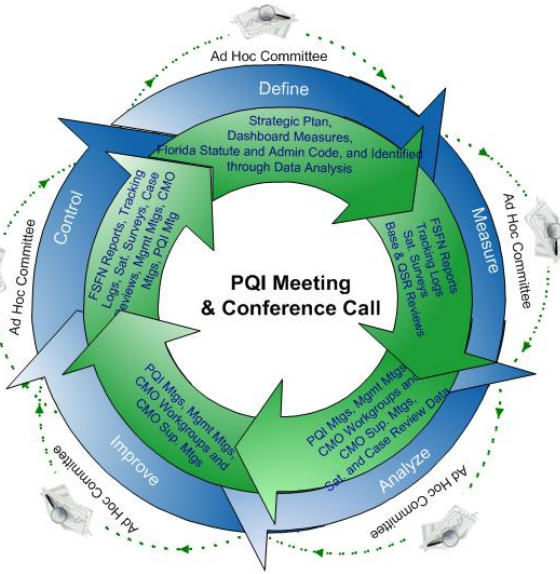 Ad Hoc Committee
Define
Strategic Plan,
Dashboard Measures,
Florida Statute and Admin Code, and Identified
through Data Analysis
Ad Hoc Committee
Measure
FSFN Reports
Tracking Logs
Sat. Surveys
Base & QSR Reviews
PQI Meeting
& Conference Call
Ad Hoc Committee
Analyze
PQI Mtgs, Mgmt Mtgs,
CMO Workgroups and
CMO Sup. Mtgs,
Sat. and Case Review Data
Ad Hoc Committee
Improve
PQI Mtgs, Mgmt Mtgs,
CMO Workgroups and
CMO Sup. Mtgs
Ad Hoc Committee
Control
FSFN Reports, Tracking
Logs, Sat. Surveys, Case
Reviews, Mgmt Mtgs, CMO
Mtgs, PQI Mtg